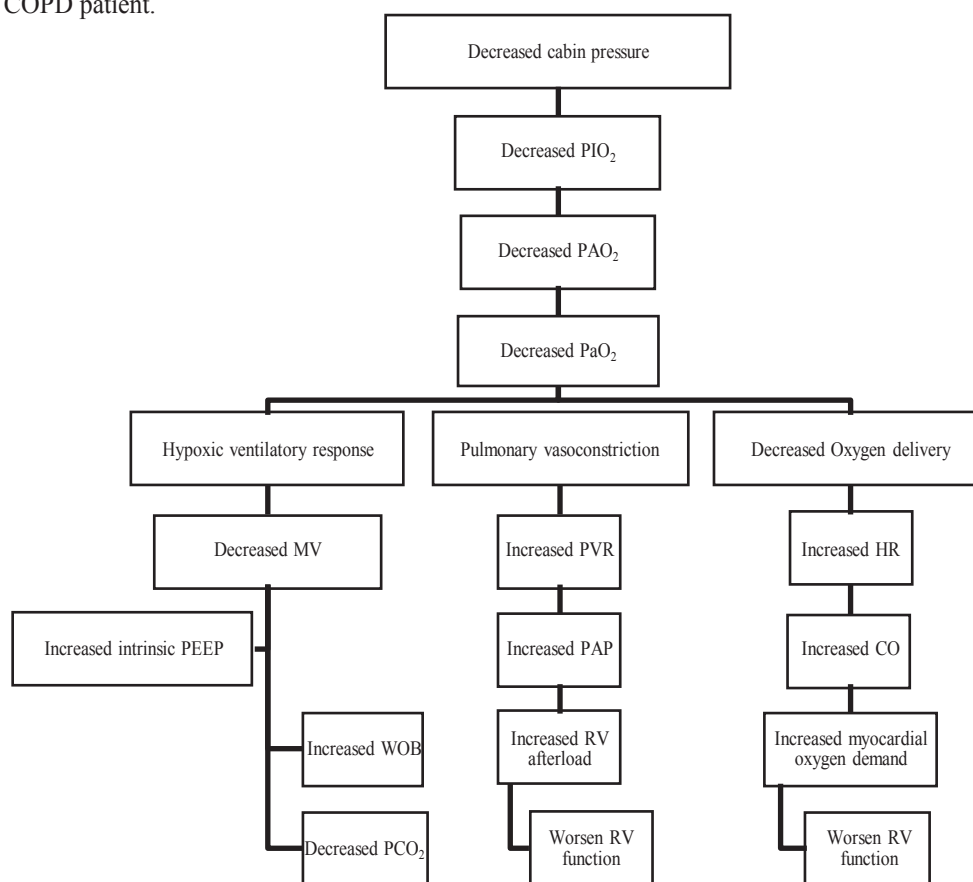 COPD patient.
Decreased cabin pressure
Decreased PIO₂
Decreased PAO₂
Decreased PaO₂
Hypoxic ventilatory response
Pulmonary vasoconstriction
Decreased Oxygen delivery
Decreased MV
Increased PVR
Increased HR
Increased intrinsic PEEP
Increased PAP
Increased CO
Increased WOB
Increased RV
afterload
Increased myocardial
oxygen demand
Decreased PCO₂
Worsen RV
function
Worsen RV
function